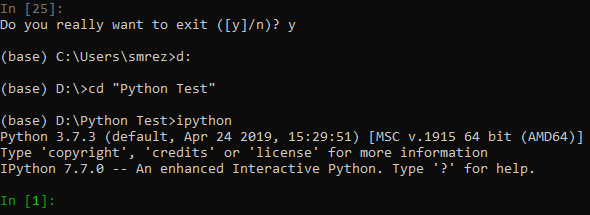 In [25]:
Do you really want to exit ([y]/n)? y
(base) C:\Users\smrez>d:
(base) D:\>cd "Python Test"
(base) D:\Python Test>ipython
Python 3.7.3 (default, Apr 24 2019, 15:29:51) [MSC v.1915 64 bit (AMD64)]
Type 'copyright', 'credits' or 'license' for more information
IPython 7.7.0 -- An enhanced Interactive Python. Type '?' for help.
In [1]: